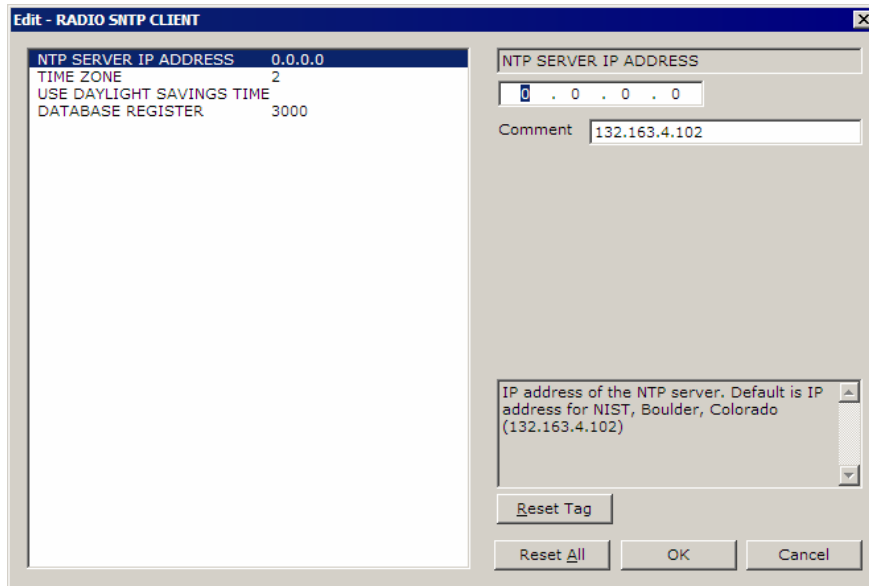 Edit - RADIO SNTP CLIENT
NTP SERVER IP ADDRESS 0.0.0.0
TIME ZONE 2
USE DAYLIGHT SAVINGS TIME
DATABASE REGISTER 3000
NTP SERVER IP ADDRESS
0 . 0 . 0 . 0
Comment 132.163.4.102
IP address of the NTP server. Default is IP
address for NIST, Boulder, Colorado
(132.163.4.102)
Reset Tag
Reset All OK Cancel